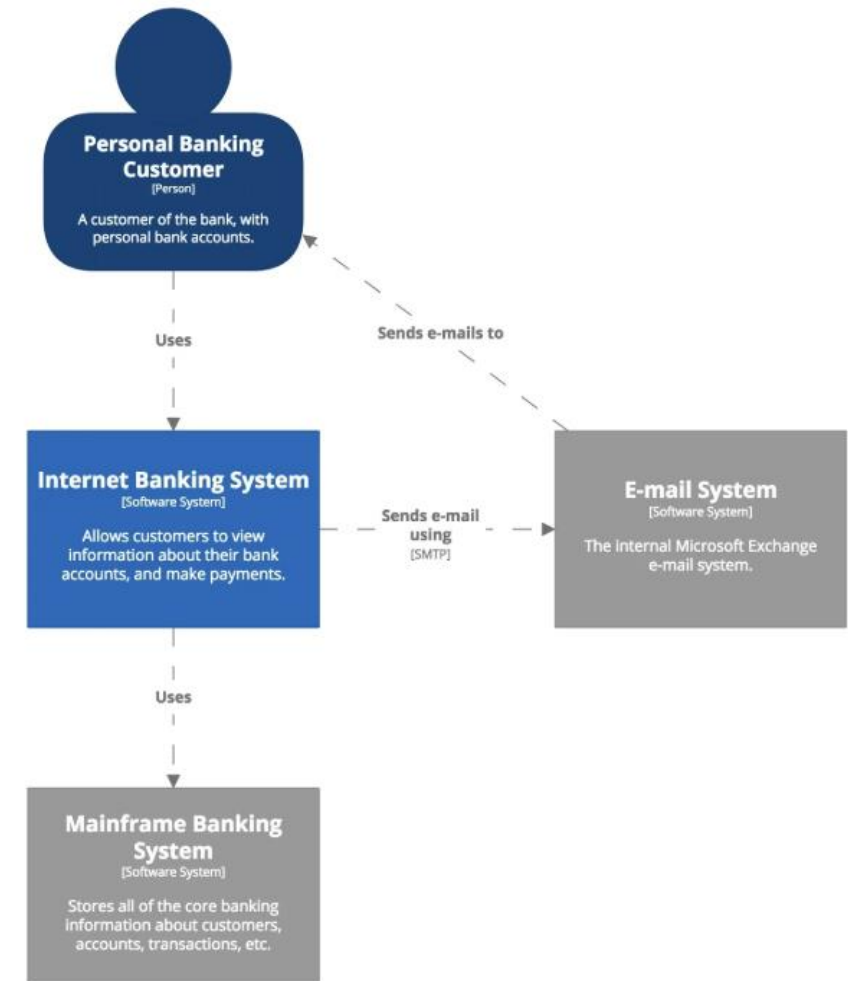 Personal Banking
Customer
[Person]
A customer of the bank, with
personal bank accounts.
Uses
Sends e-mails to
Internet Banking System
[Software System]
Allows customers to view
information about their bank
accounts, and make payments.
Sends e-mail
using
[SMTP]
E-mail System
[Software System]
The internal Microsoft Exchange
e-mail system.
Uses
Mainframe Banking
System
[Software System]
Stores all of the core banking
information about customers,
accounts, transactions, etc.